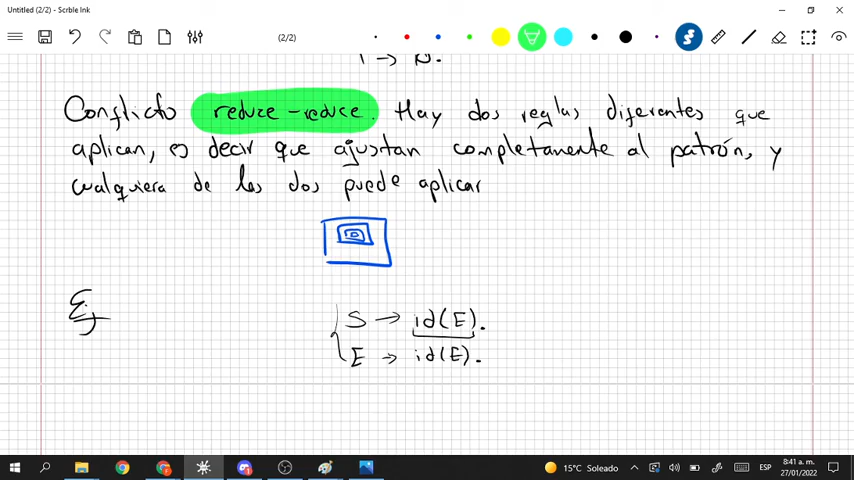 Untitled (2/2) - Scrble Ink
(2/2)
T → N.
Conflicto reduce-reduce. Hay dos reglas diferentes que
aplican, es decir que ajustan completamente al patrón, y
cualquiera de las dos puede aplicar
Ej
S → id(E).
E → id(E).
15°C Soleado
ESP
8:41 a. m.
27/01/2022